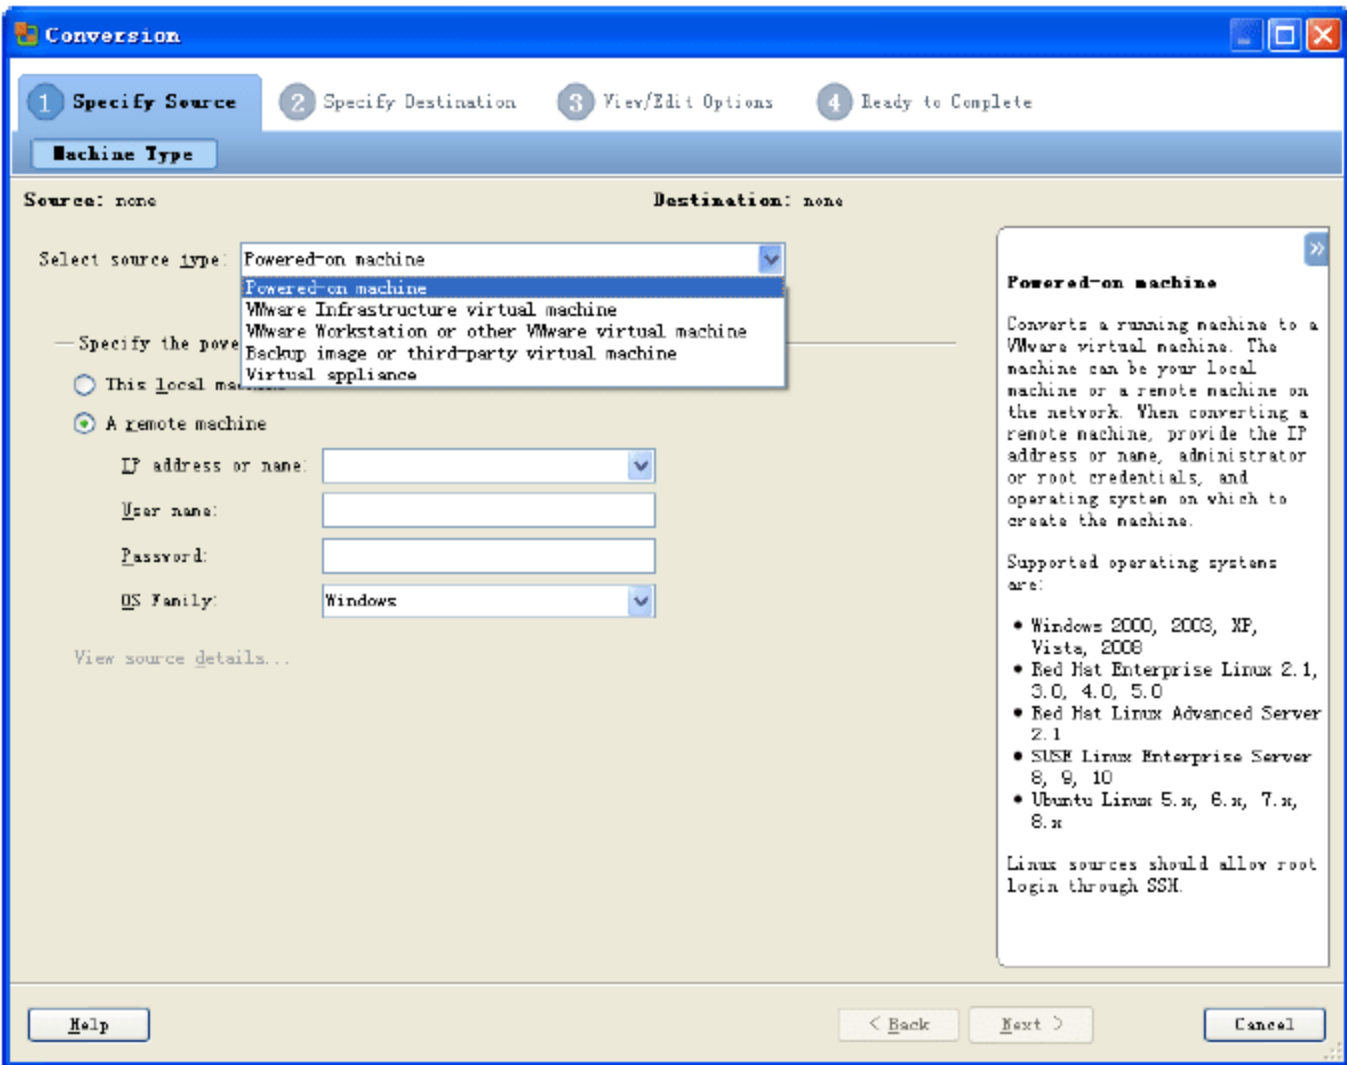 Conversion
1 Specify Source 2 Specify Destination 3 View/Edit Options 4 Ready to Complete
Machine Type
Source: none Destination: none
Select source type: Powered-on machine
Powered-on machine
VMware Infrastructure virtual machine
VMware Workstation or other VMware virtual machine
Backup image or third-party virtual machine
Virtual appliance
Specify the
This local
A remote machine
IP address or name:
User name:
Password:
OS Family: Windows
View source details...
»
Powered-on machine
Converts a running machine to a
VMware virtual machine. The
machine can be your local
machine or a remote machine on
the network. When converting a
remote machine, provide the IP
address or name, administrator
or root credentials, and
operating system on which to
create the machine.
Supported operating systems
are:
• Windows 2000, 2003, XP,
Vista, 2008
• Red Hat Enterprise Linux 2.1,
3.0, 4.0, 5.0
• Red Hat Linux Advanced Server
2.1
• SUSE Linux Enterprise Server
8, 9, 10
• Ubuntu Linux 5.x, 6.x, 7.x,
8.x
Linux sources should allow root
login through SSH.
Help < Back Next > Cancel